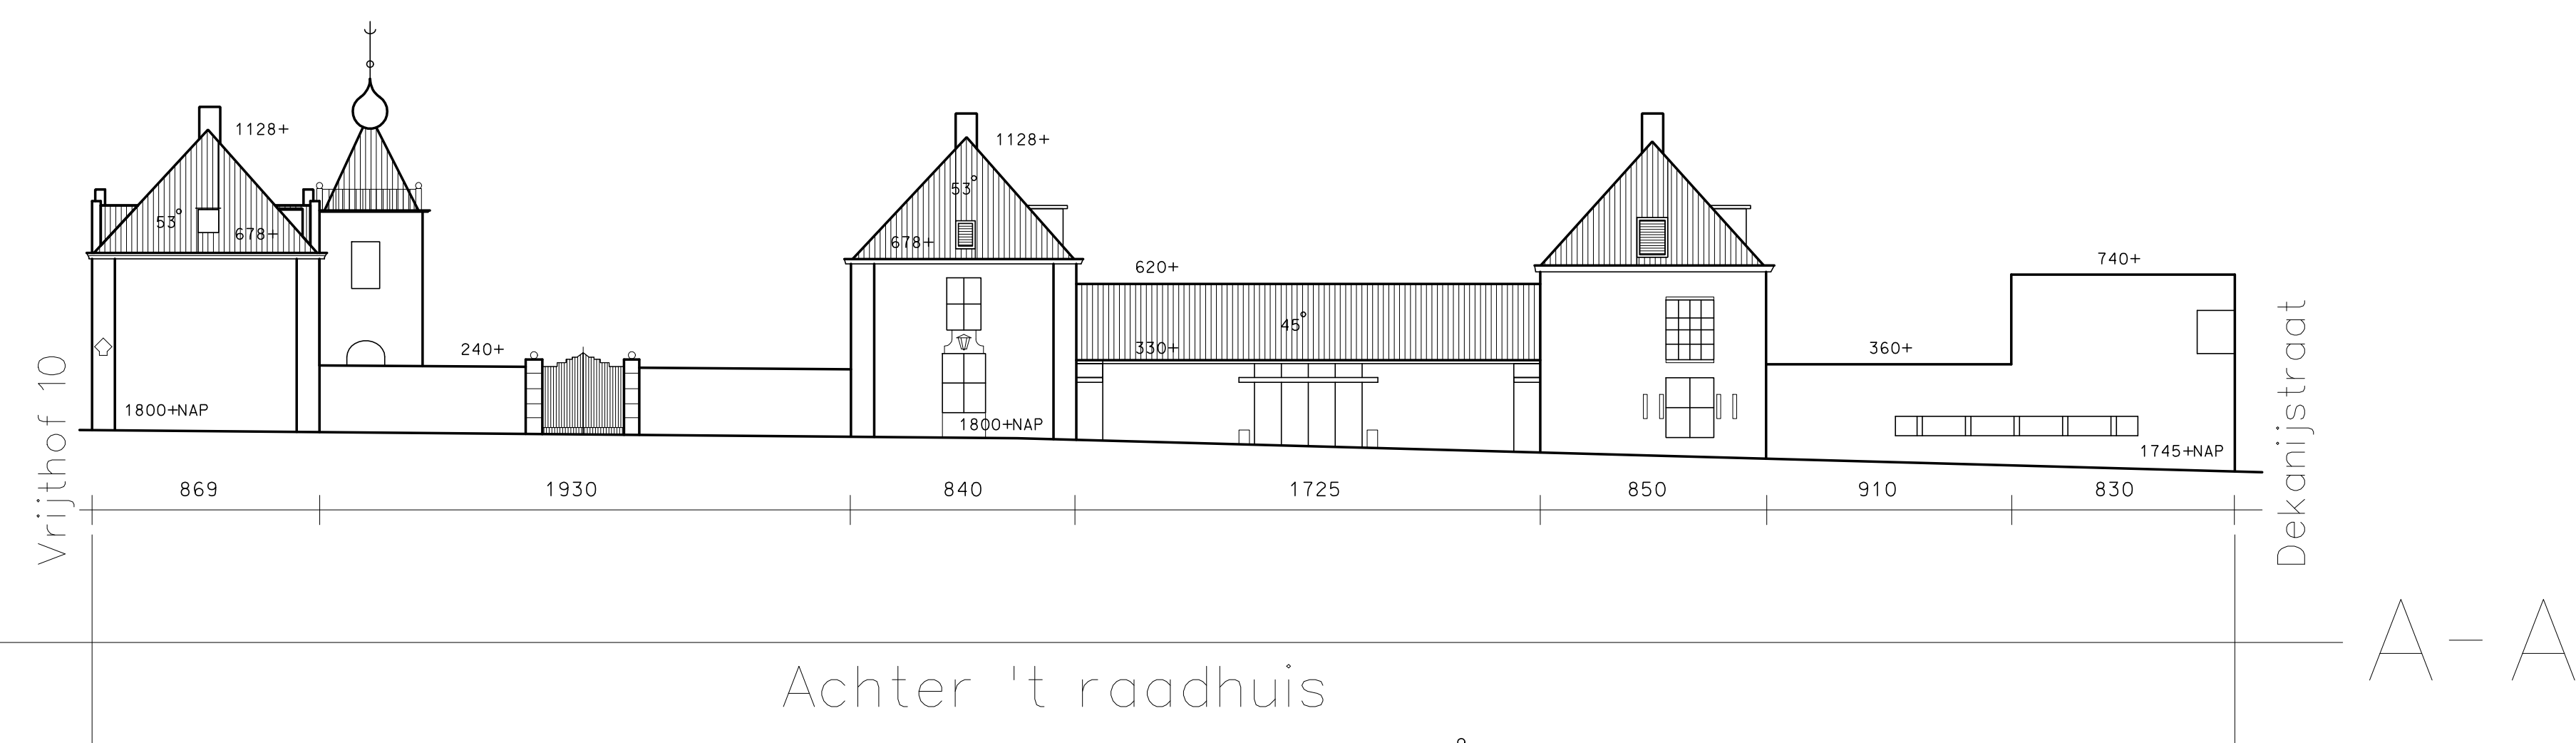 1128+
53°
678+
1800+NAP
240+
1128+
53°
678+
1800+NAP
620+
45°
330+
360+
740+
1745+NAP
Vrijthof 10
Dekanijstraat
869 1930 840 1725 850 910 830
A-A
Achter 't raadhuis